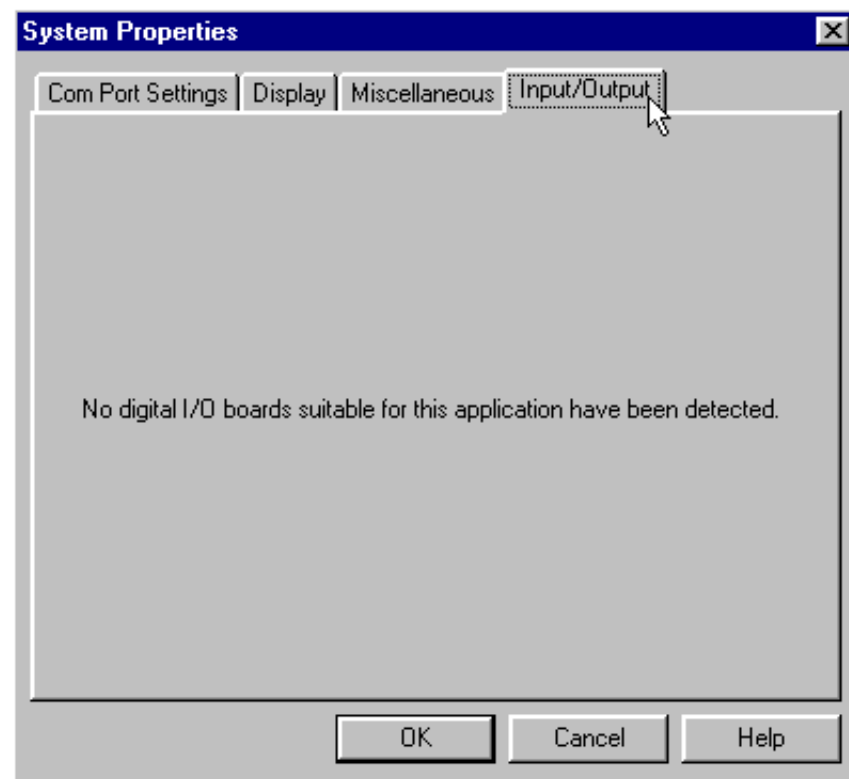 System Properties
Com Port Settings Display Miscellaneous Input/Output
No digital I/O boards suitable for this application have been detected.
OK Cancel Help